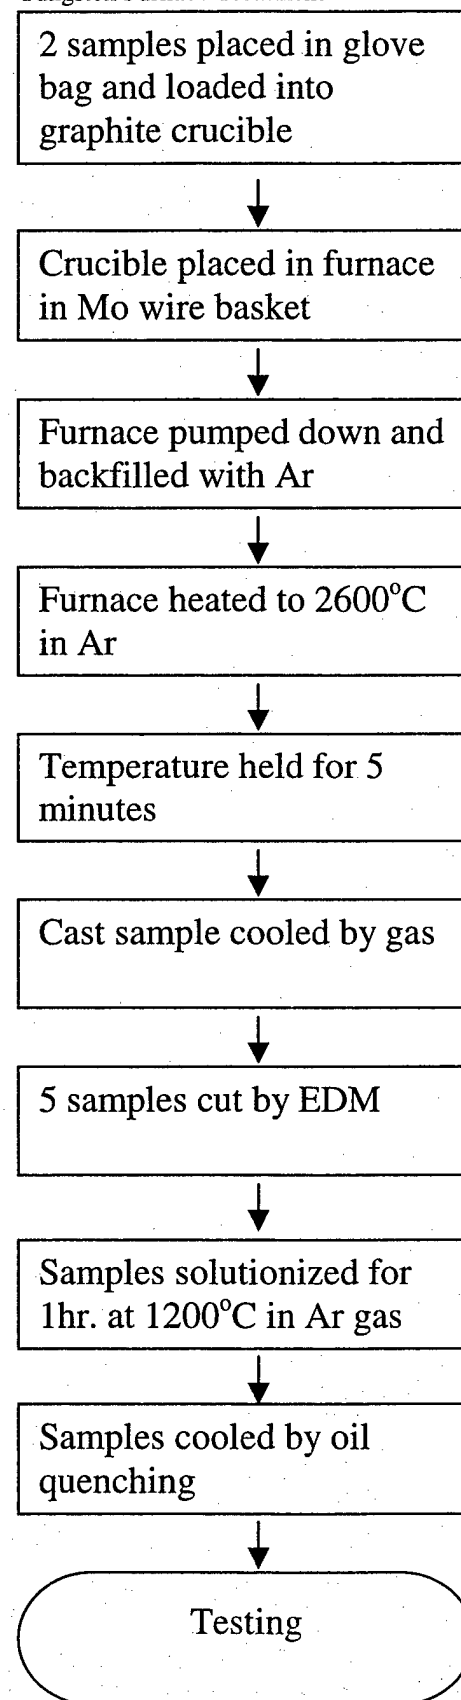 2 samples placed in glove
bag and loaded into
graphite crucible
Crucible placed in furnace
in Mo wire basket
Furnace pumped down and
backfilled with Ar
Furnace heated to 2600°C
in Ar
Temperature held for 5
minutes
Cast sample cooled by gas
5 samples cut by EDM
Samples solutionized for
1hr. at 1200°C in Ar gas
Samples cooled by oil
quenching
Testing